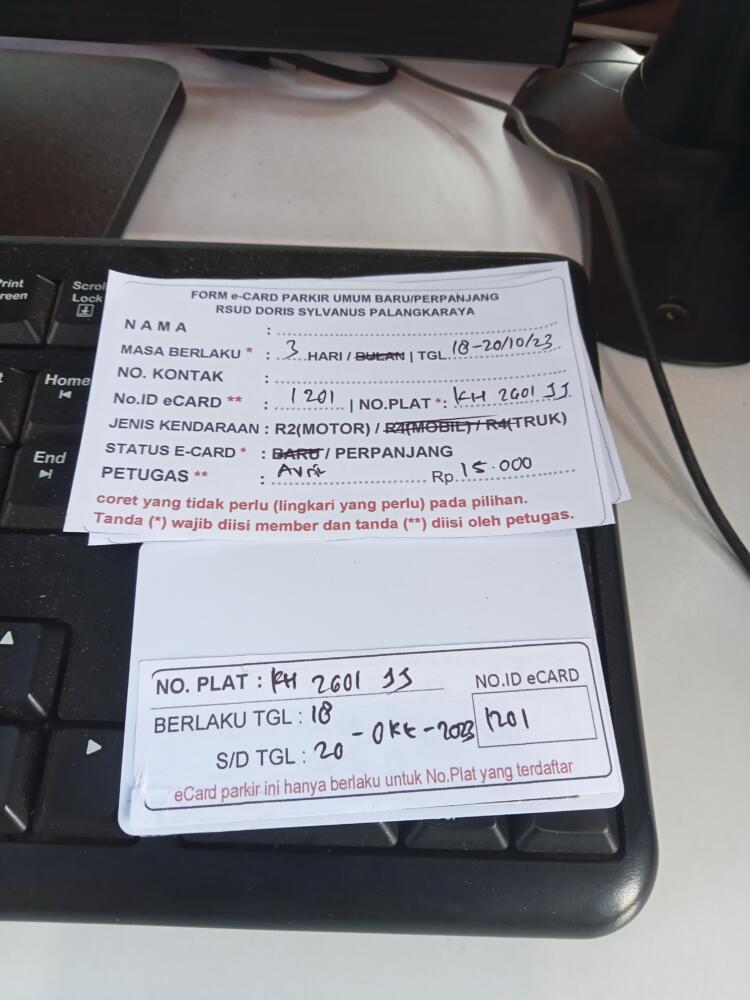 Print
Screen
Scroll
Lock
Home
End
FORM e-CARD PARKIR UMUM BARU/PERPANJANG
RSUD DORIS SYLVANUS PALANGKARAYA
NAMA :
MASA BERLAKU * : 3 HARI / BULAN | TGL 18-20/10/23
NO. KONTAK :
No.ID eCARD ** : 1201 | NO.PLAT *: KH 2601 JJ
JENIS KENDARAAN : R2(MOTOR) / R4(MOBIL) / R4(TRUK)
STATUS E-CARD * : BARU / PERPANJANG
PETUGAS ** : Rp. 15.000
coret yang tidak perlu (lingkari yang perlu) pada pilihan.
Tanda (*) wajib diisi member dan tanda (**) diisi oleh petugas.
NO. PLAT : KH 2601 JJ
NO.ID eCARD
BERLAKU TGL : 18
1201
- OKt - 2023
S/D TGL : 20
eCard parkir ini hanya berlaku untuk No.Plat yang terdaftar